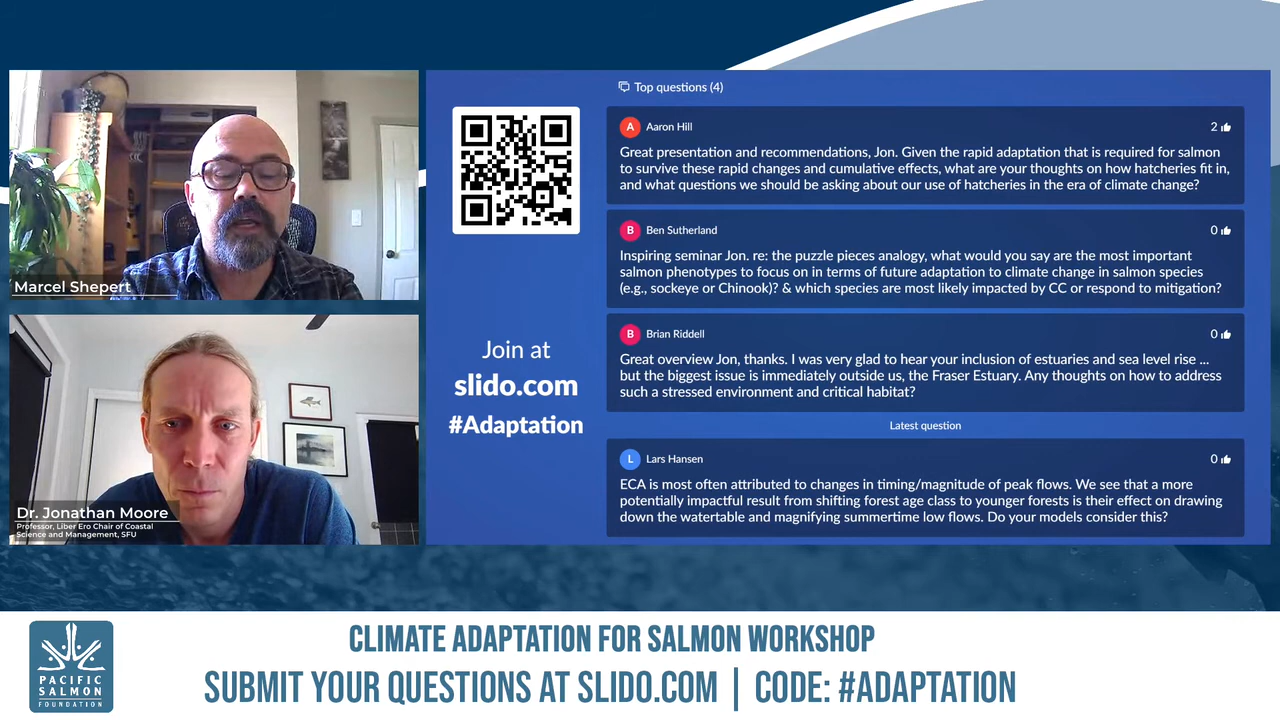 Marcel Shepert
Dr. Jonathan Moore
Professor, Liber Ero Chair of Coastal
Science and Management, SFU
Join at
slido.com
#Adaptation
Top questions (4)
A Aaron Hill 2
Great presentation and recommendations, Jon. Given the rapid adaptation that is required for salmon
to survive these rapid changes and cumulative effects, what are your thoughts on how hatcheries fit in,
and what questions we should be asking about our use of hatcheries in the era of climate change?
B Ben Sutherland 0
Inspiring seminar Jon. re: the puzzle pieces analogy, what would you say are the most important
salmon phenotypes to focus on in terms of future adaptation to climate change in salmon species
(e.g., sockeye or Chinook)? & which species are most likely impacted by CC or respond to mitigation?
B Brian Riddell 0
Great overview Jon, thanks. I was very glad to hear your inclusion of estuaries and sea level rise ...
but the biggest issue is immediately outside us, the Fraser Estuary. Any thoughts on how to address
such a stressed environment and critical habitat?
Latest question
L Lars Hansen 0
ECA is most often attributed to changes in timing/magnitude of peak flows. We see that a more
potentially impactful result from shifting forest age class to younger forests is their effect on drawing
down the watertable and magnifying summertime low flows. Do your models consider this?
PACIFIC
SALMON
FOUNDATION
CLIMATE ADAPTATION FOR SALMON WORKSHOP
SUBMIT YOUR QUESTIONS AT SLIDO.COM | CODE: #ADAPTATION